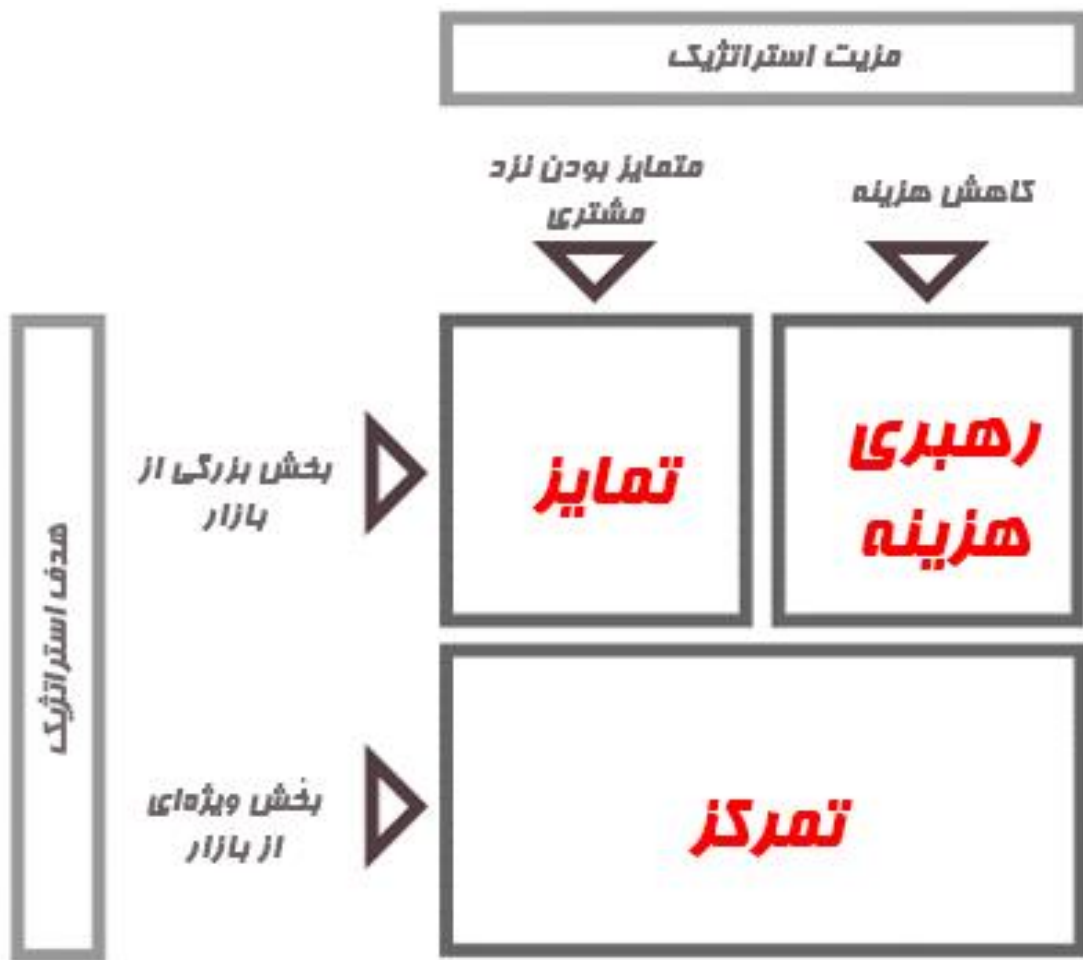 مزیت استراتژیک
کاهش هزینه
متمایز بودن نزد
مشتری
رهبری
هزینه
تمایز
بخش بزرگی از
بازار
هدف استراتژیک
تمرکز
بخش ویژه‌ای
از بازار